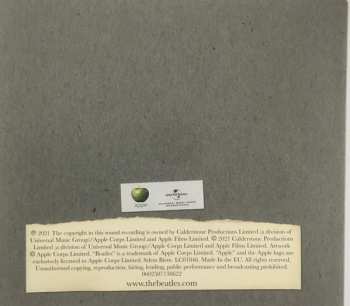 UNIVERSAL
℗ 2021 The copyright in this sound recording is owned by Calderstone Productions Limited (a division of
Universal Music Group)/Apple Corps Limited and Apple Films Limited. © 2021 Calderstone Productions
Limited (a division of Universal Music Group)/Apple Corps Limited and Apple Films Limited. Artwork
© Apple Corps Limited. "Beatles" is a trademark of Apple Corps Limited. "Apple" and the Apple logo are
exclusively licensed to Apple Corps Limited.
Made In the EU. All rights reserved.
Unauthorised copying, reproduction, hiring, lending, public performance and broadcasting prohibited.
www.thebeatles.com